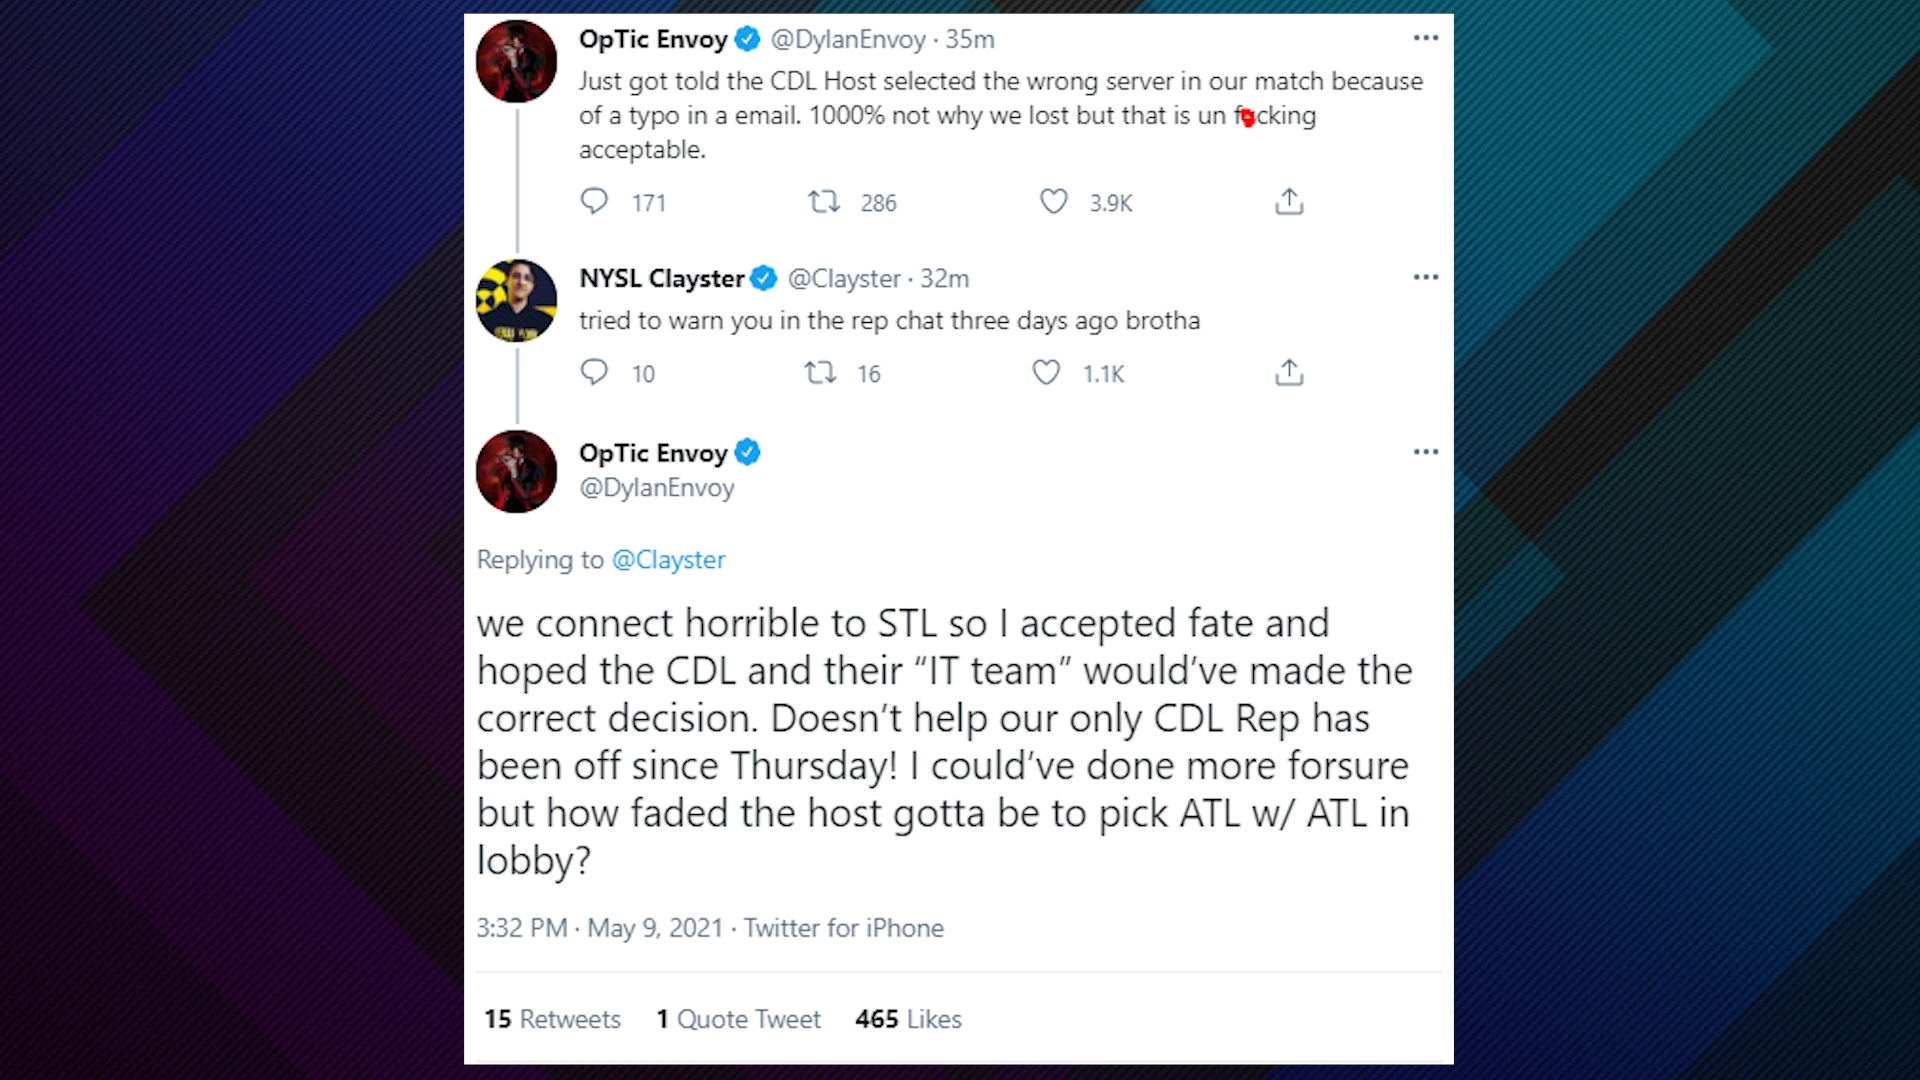 OpTic Envoy @DylanEnvoy · 35m
Just got told the CDL Host selected the wrong server in our match because
of a typo in a email. 1000% not why we lost but that is un fucking
acceptable.
171 286 3.9K
NYSL Clayster @Clayster · 32m
tried to warn you in the rep chat three days ago brotha
10 16 1.1K
OpTic Envoy
@DylanEnvoy
Replying to @Clayster
we connect horrible to STL so I accepted fate and
hoped the CDL and their “IT team” would’ve made the
correct decision. Doesn’t help our only CDL Rep has
been off since Thursday! I could’ve done more forsure
but how faded the host gotta be to pick ATL w/ ATL in
lobby?
3:32 PM · May 9, 2021 · Twitter for iPhone
15 Retweets 1 Quote Tweet 465 Likes